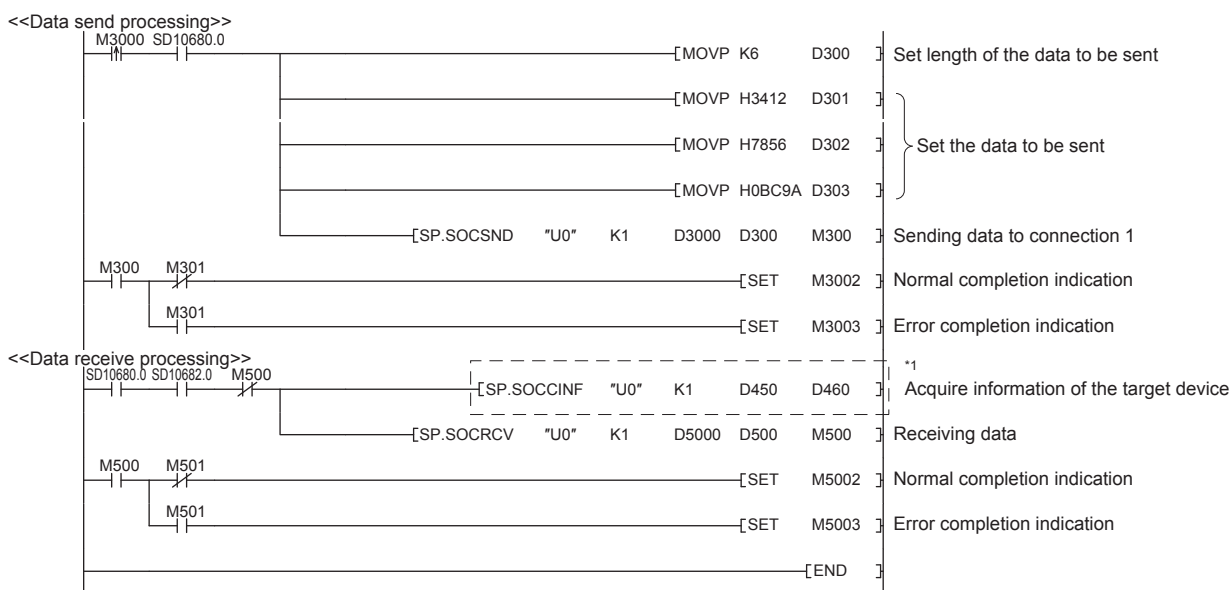 <<Data send processing>>
M3000 SD10680.0
MOVP K6 D300 Set length of the data to be sent
MOVP H3412 D301
MOVP H7856 D302 Set the data to be sent
MOVP H0BC9A D303
SP.SOCSND "U0" K1 D3000 D300 M300 Sending data to connection 1
M300 M301
SET M3002 Normal completion indication
M301
SET M3003 Error completion indication
<<Data receive processing>>
SD10680.0 SD10682.0 M500
*1
SP.SOCCINF "U0" K1 D450 D460 Acquire information of the target device
SP.SOCRCV "U0" K1 D5000 D500 M500 Receiving data
M500 M501
SET M5002 Normal completion indication
M501
SET M5003 Error completion indication
END